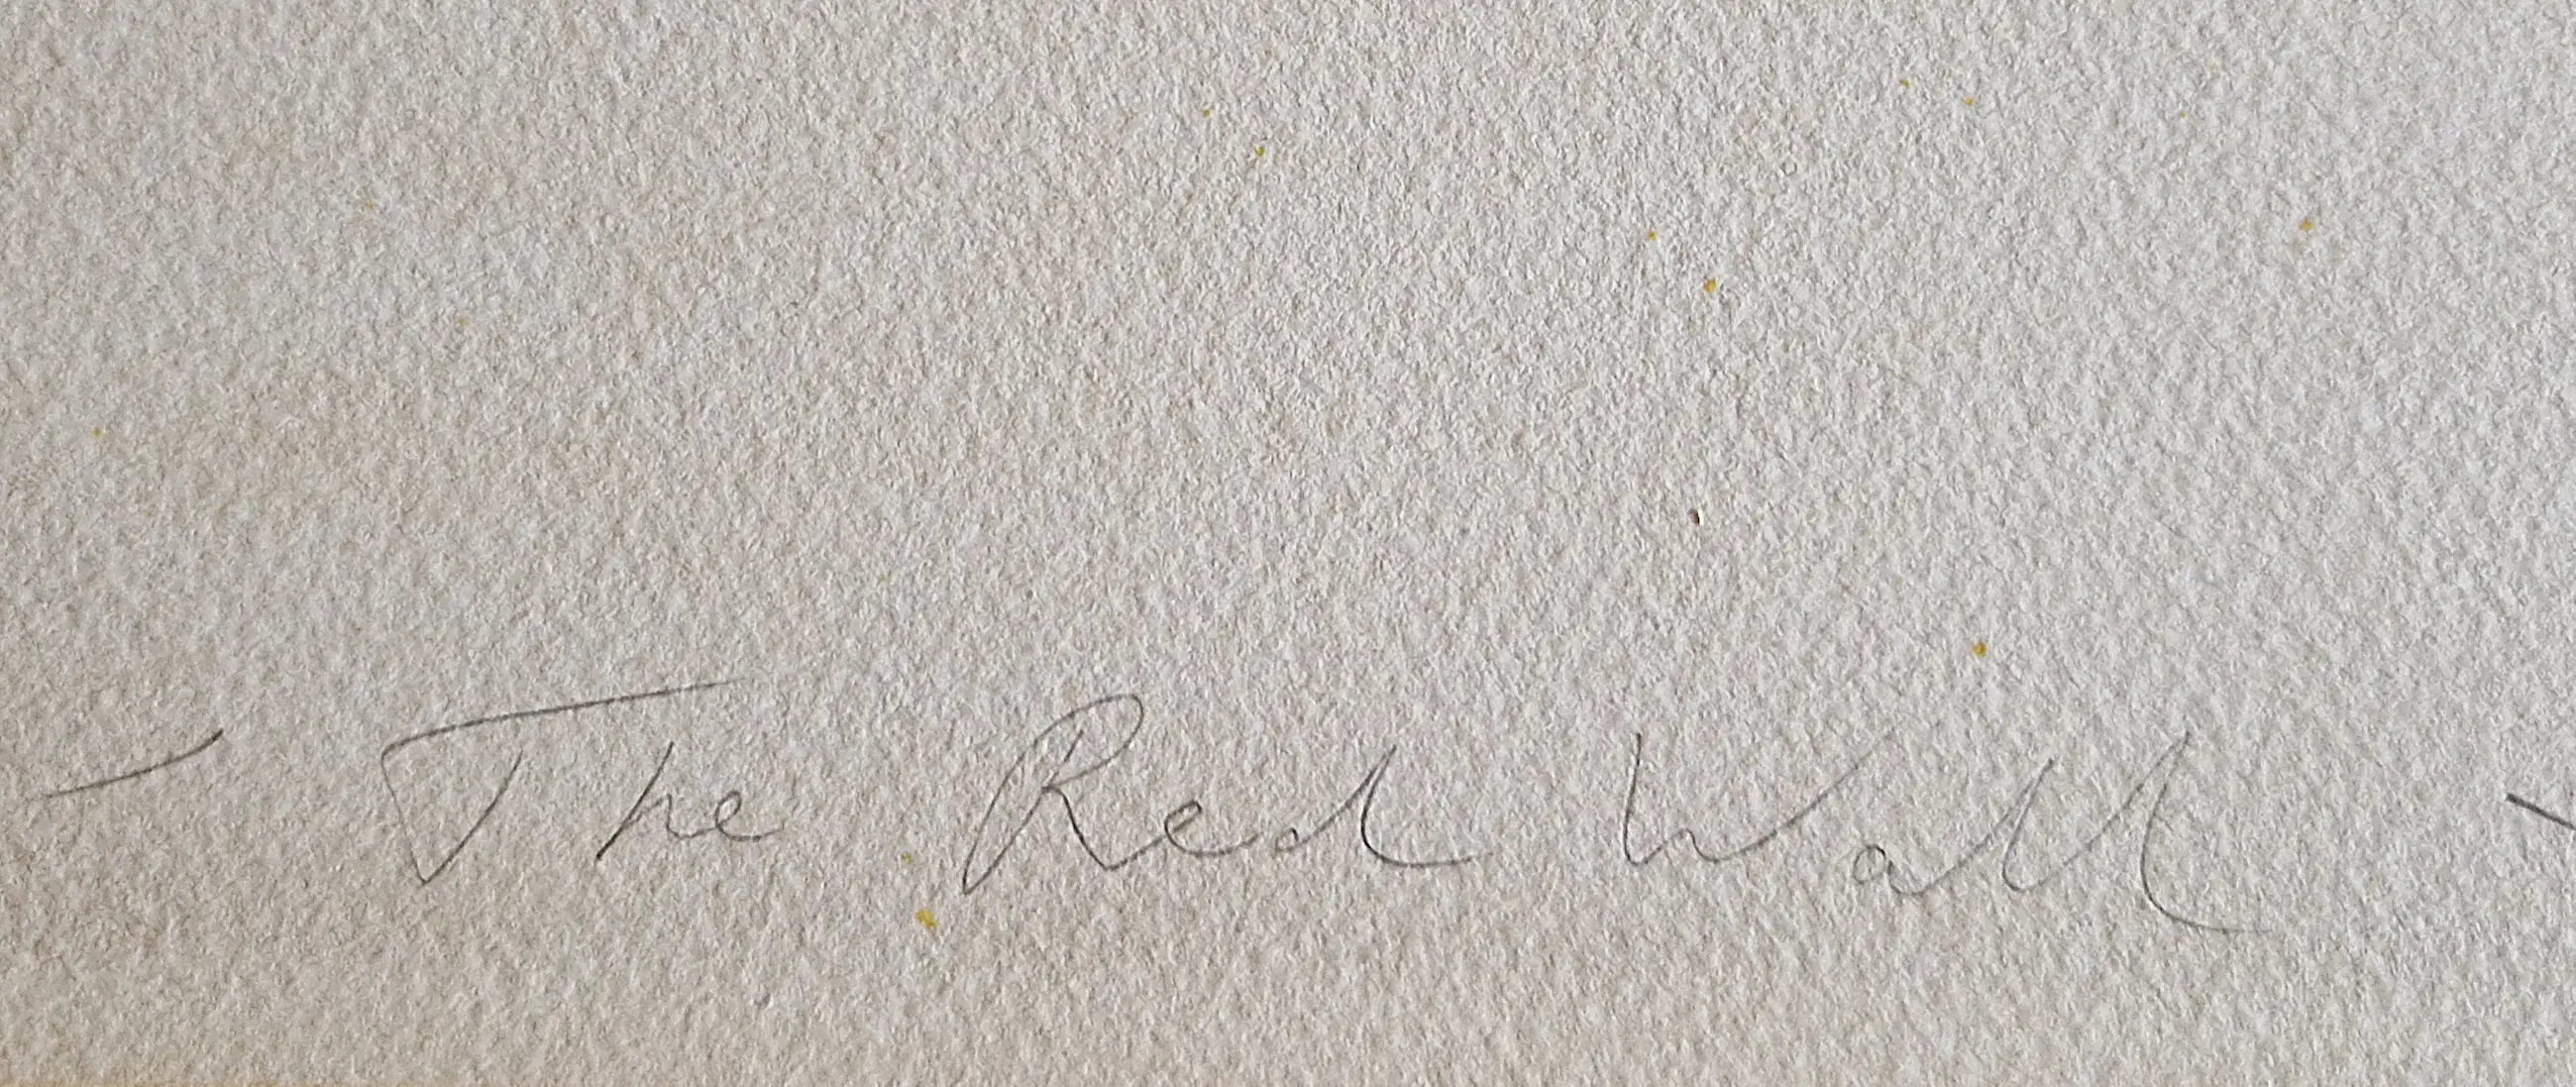 - The Red Wall -